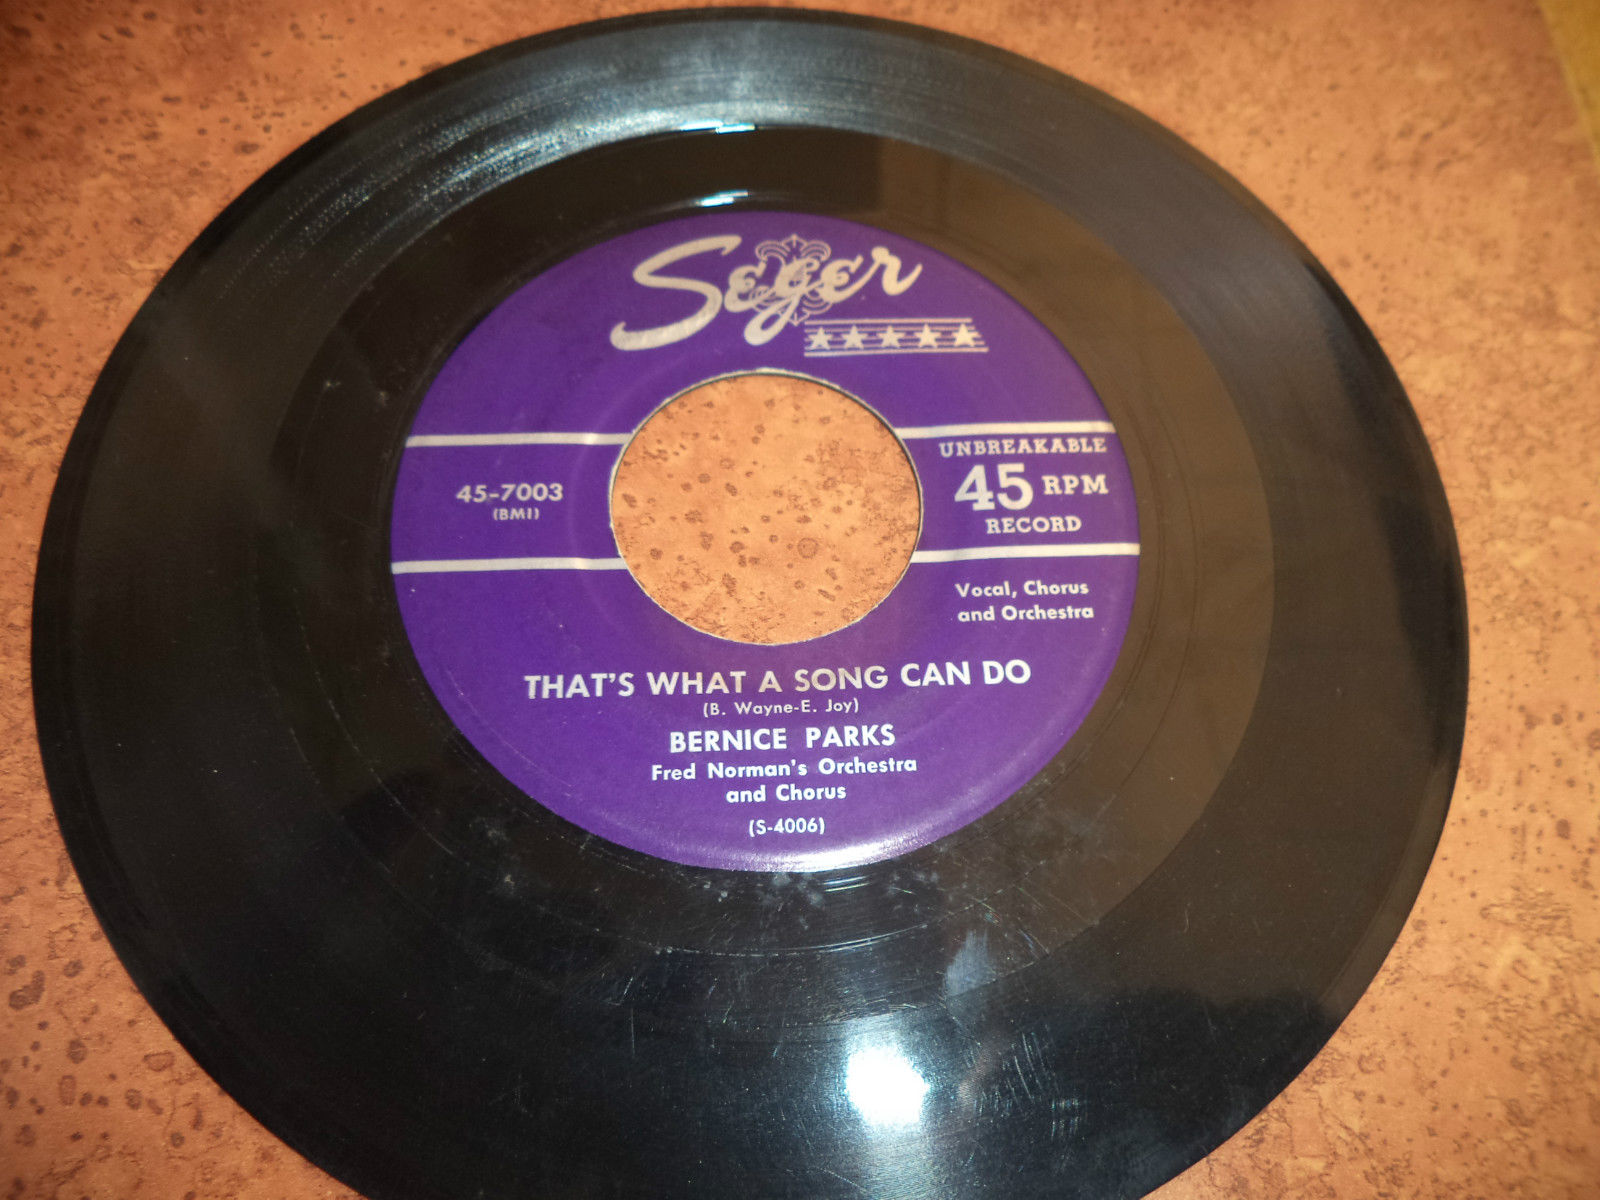 Seger
UNBREAKABLE
45-7003
45 RPM
(BMI)
RECORD
Vocal, Chorus
and Orchestra
THAT'S WHAT A SONG CAN DO
(B. Wayne-E. Joy)
BERNICE PARKS
Fred Norman's Orchestra
and Chorus
(S-4006)